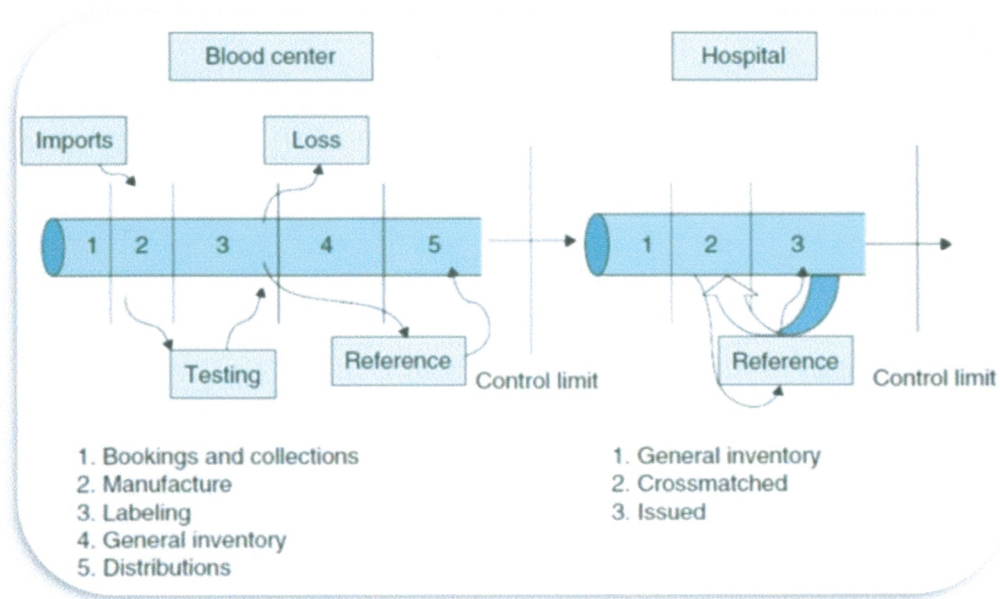 Blood center
Hospital
Imports
Loss
1 2 3 4 5
1 2 3
Testing
Reference
Control limit
Reference
Control limit
1. Bookings and collections
2. Manufacture
3. Labeling
4. General inventory
5. Distributions
1. General inventory
2. Crossmatched
3. Issued